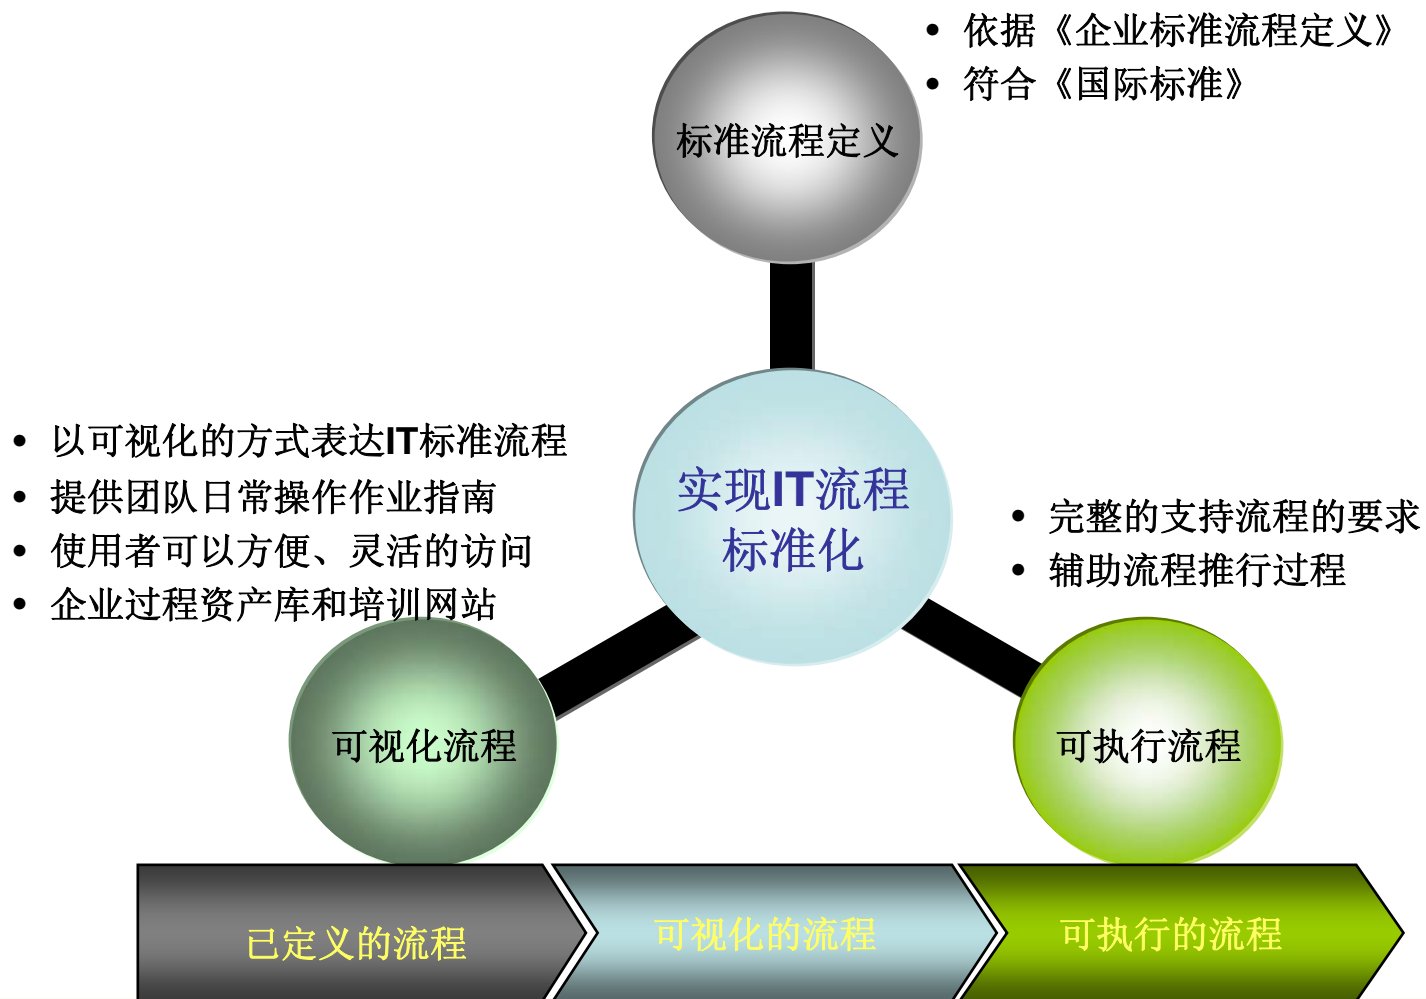 • 依据《企业标准流程定义》
• 符合《国际标准》
标准流程定义
• 以可视化的方式表达IT标准流程
• 提供团队日常操作作业指南
• 使用者可以方便、灵活的访问
• 企业过程资产库和培训网站
实现IT流程
标准化
• 完整的支持流程的要求
• 辅助流程推行过程
可视化流程
可执行流程
已定义的流程
可视化的流程
可执行的流程